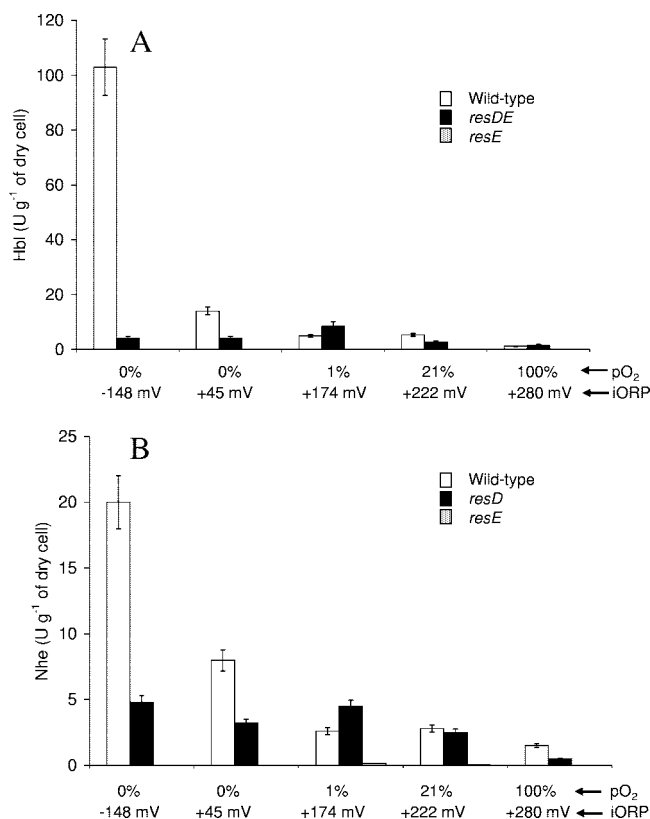 A
120
100
80
60
40
20
0
Hbl (U g⁻¹ of dry cell)
Wild-type
resDE
resE
0% 0% 1% 21% 100% ← pO₂
-148 mV +45 mV +174 mV +222 mV +280 mV ← iORP
B
25
20
15
10
5
0
Nhe (U g⁻¹ of dry cell)
Wild-type
resD
resE
0% 0% 1% 21% 100% ← pO₂
-148 mV +45 mV +174 mV +222 mV +280 mV ← iORP